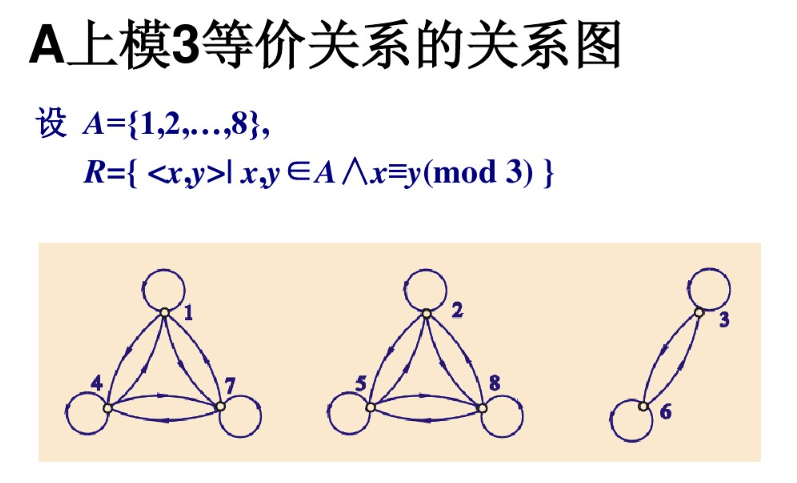 A上模3等价关系的关系图
设 A={1,2,…,8},
R={ <x,y>| x,y∈A∧x≡y(mod 3) }
1
2
3
4
7
5
8
6